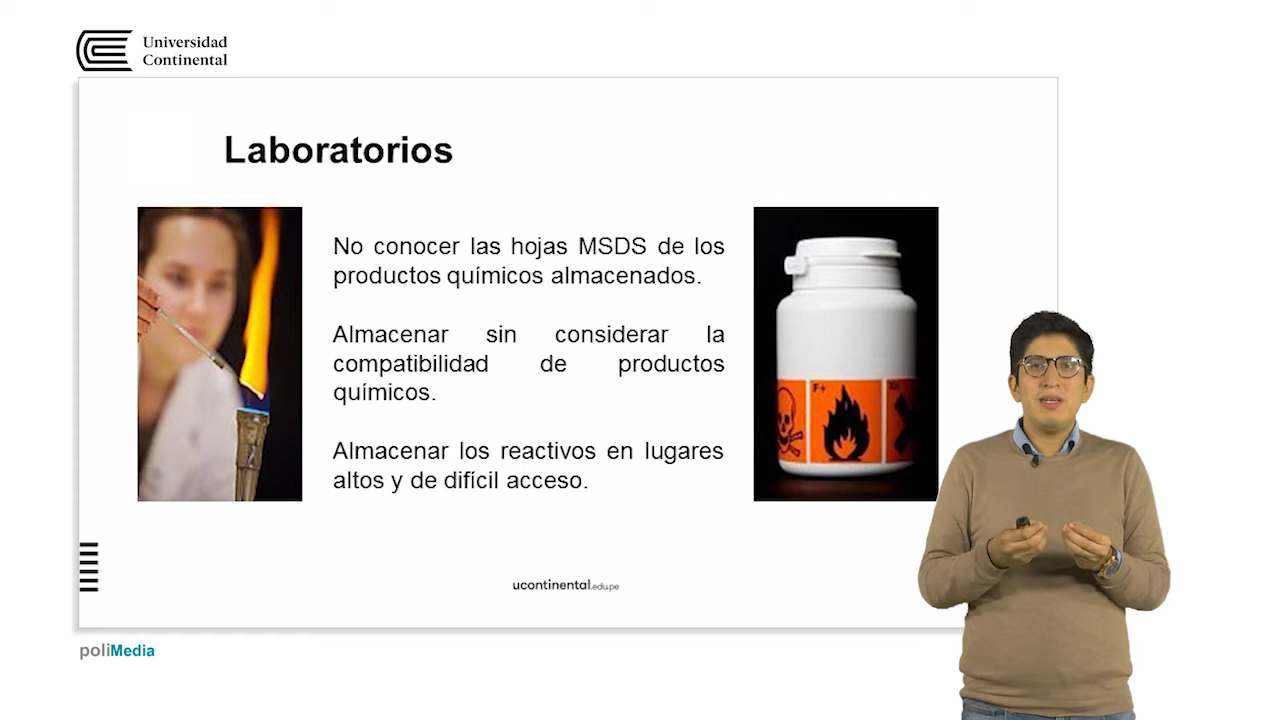 Universidad
Continental
Laboratorios
No conocer las hojas MSDS de los
productos químicos almacenados.
Almacenar sin considerar la
compatibilidad de productos
químicos.
Almacenar los reactivos en lugares
altos y de difícil acceso.
F+
ucontinental.edu.pe
poliMedia